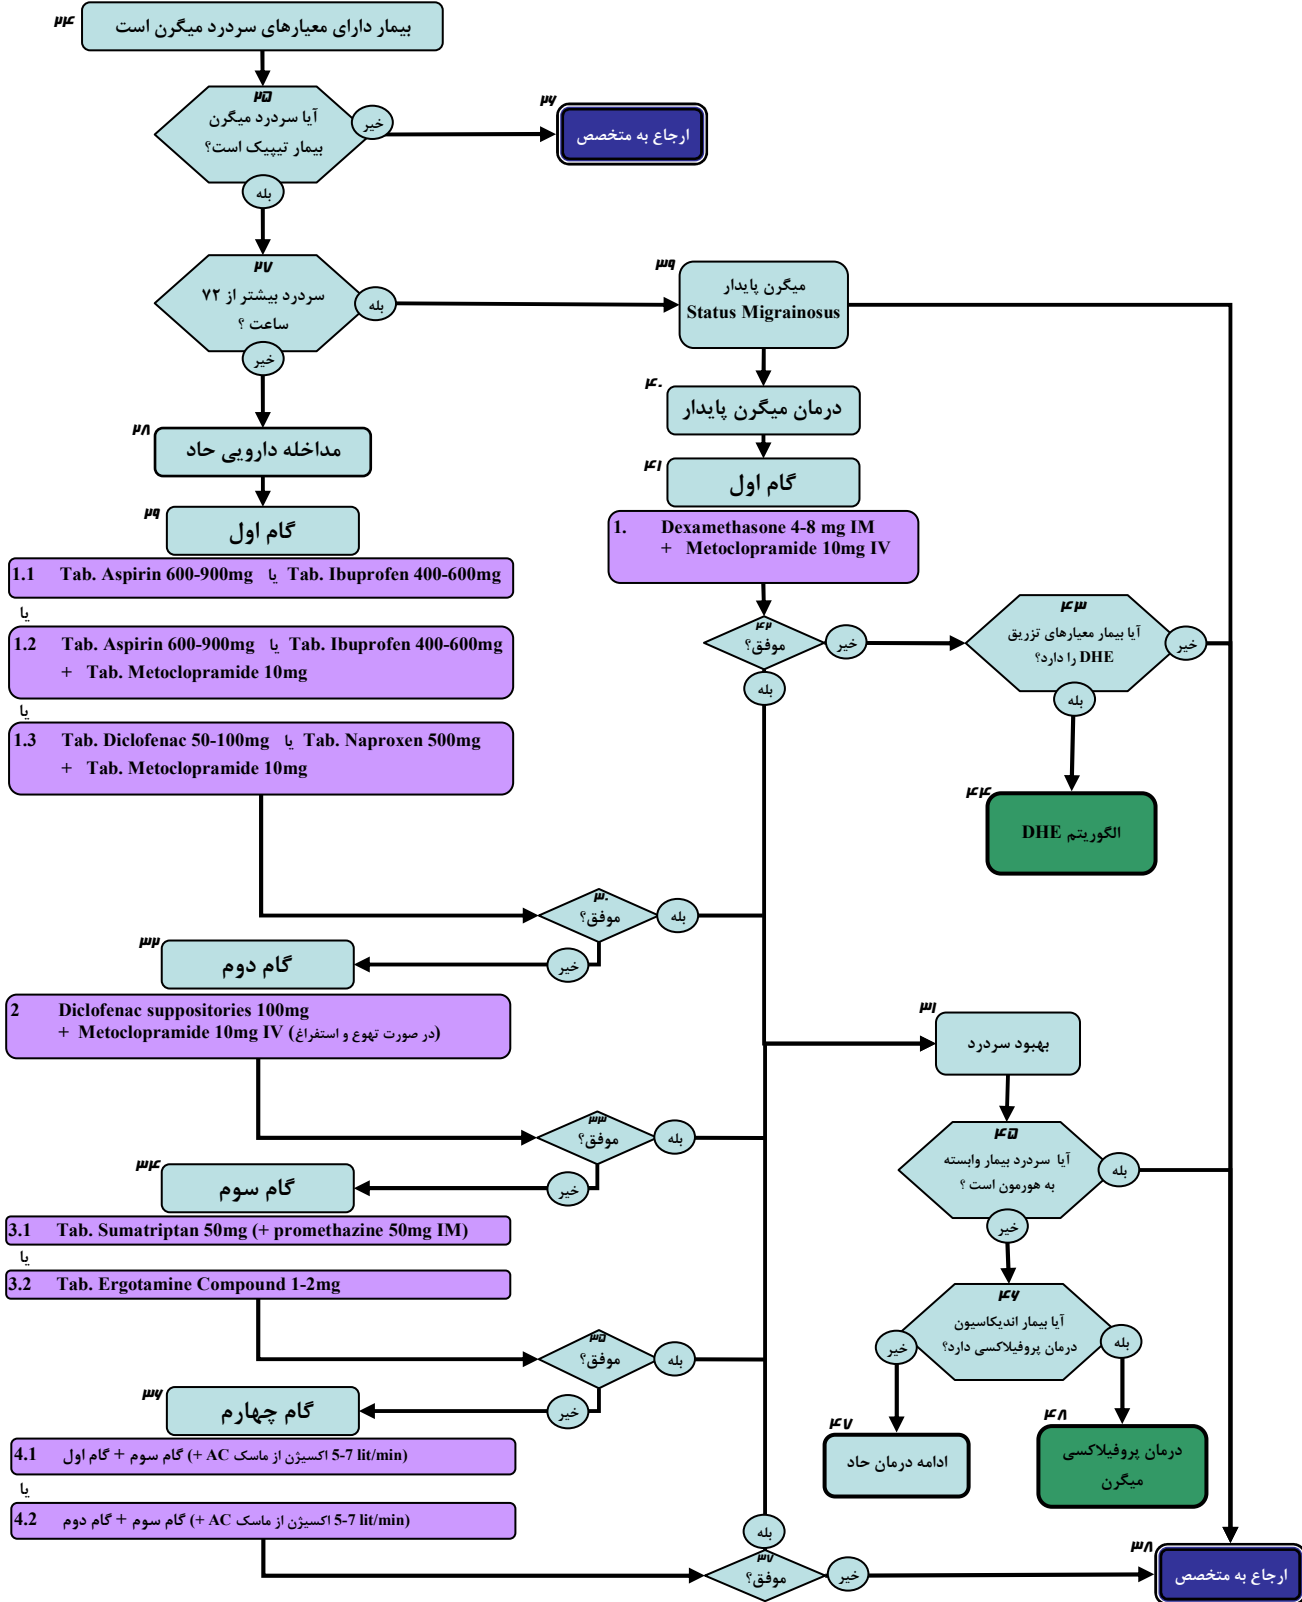 ۲۴
بیمار دارای معیارهای سردرد میگرن است
۲۵
آیا سردرد میگرن
بیمار تیپیک است؟
خیر
۲۶
ارجاع به متخصص
بله
۲۷
سردرد بیشتر از ۷۲
ساعت ؟
بله
خیر
۳۹
میگرن پایدار
Status Migrainosus
۴۰
درمان میگرن پایدار
۴۱
گام اول
1. Dexamethasone 4-8 mg IM
+ Metoclopramide 10mg IV
۴۲
موفق؟
خیر
بله
۴۳
آیا بیمار معیارهای تزریق
DHE را دارد؟
خیر
بله
۴۴
الگوریتم DHE
۲۸
مداخله دارویی حاد
۲۹
گام اول
1.1 Tab. Aspirin 600-900mg یا Tab. Ibuprofen 400-600mg
یا
1.2 Tab. Aspirin 600-900mg یا Tab. Ibuprofen 400-600mg
+ Tab. Metoclopramide 10mg
یا
1.3 Tab. Diclofenac 50-100mg یا Tab. Naproxen 500mg
+ Tab. Metoclopramide 10mg
۳۰
موفق؟
بله
خیر
۳۲
گام دوم
2 Diclofenac suppositories 100mg
+ Metoclopramide 10mg IV (در صورت تهوع و استفراغ)
۳۳
موفق؟
بله
خیر
۳۴
گام سوم
3.1 Tab. Sumatriptan 50mg (+ promethazine 50mg IM)
یا
3.2 Tab. Ergotamine Compound 1-2mg
۳۵
موفق؟
بله
خیر
۳۶
گام چهارم
4.1 گام سوم + گام اول (+ AC اکسیژن از ماسک 5-7 lit/min)
یا
4.2 گام سوم + گام دوم (+ AC اکسیژن از ماسک 5-7 lit/min)
بله
۳۷
موفق؟
خیر
۳۱
بهبود سردرد
۴۵
آیا سردرد بیمار وابسته
به هورمون است ؟
بله
خیر
۴۶
آیا بیمار اندیکاسیون
درمان پروفیلاکسی دارد؟
خیر
بله
۴۷
ادامه درمان حاد
۴۸
درمان پروفیلاکسی
میگرن
۳۸
ارجاع به متخصص